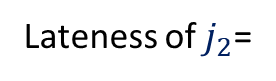 Lateness of j₂=